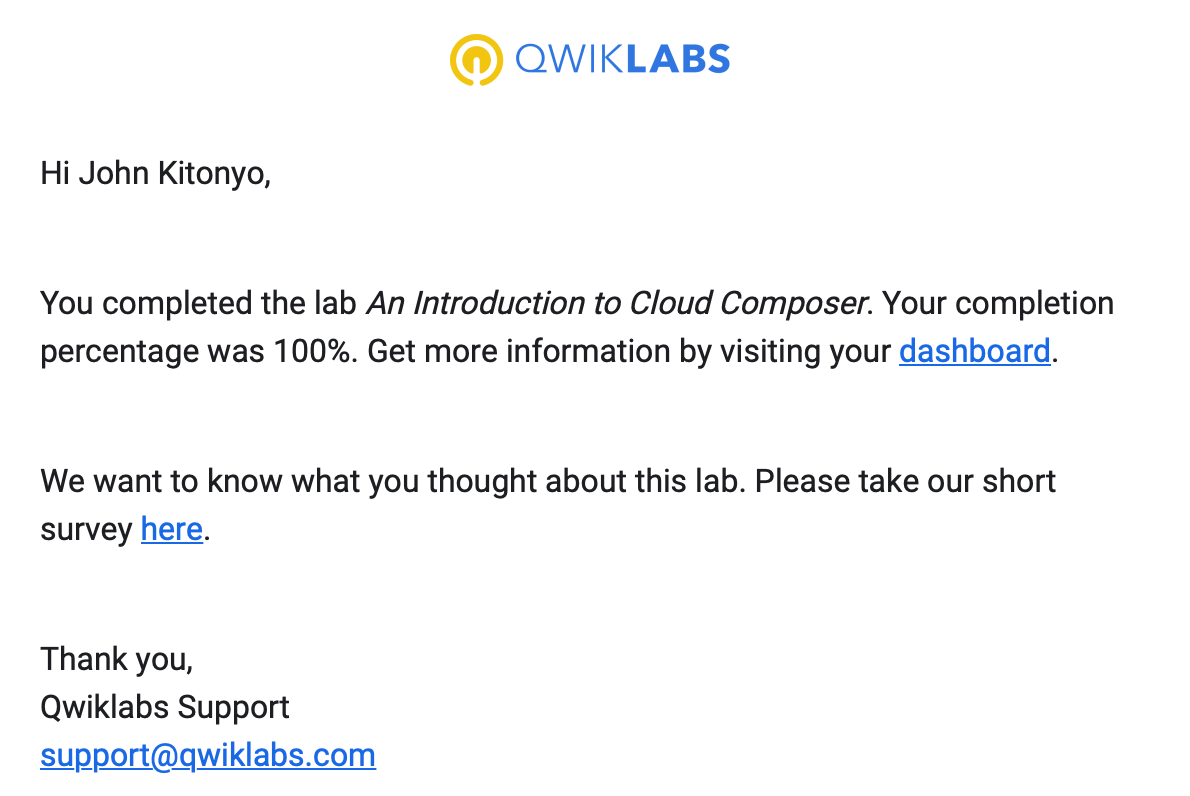 QWIKLABS
Hi John Kitonyo,
You completed the lab An Introduction to Cloud Composer. Your completion
percentage was 100%. Get more information by visiting your dashboard.
We want to know what you thought about this lab. Please take our short
survey here.
Thank you,
Qwiklabs Support
support@qwiklabs.com